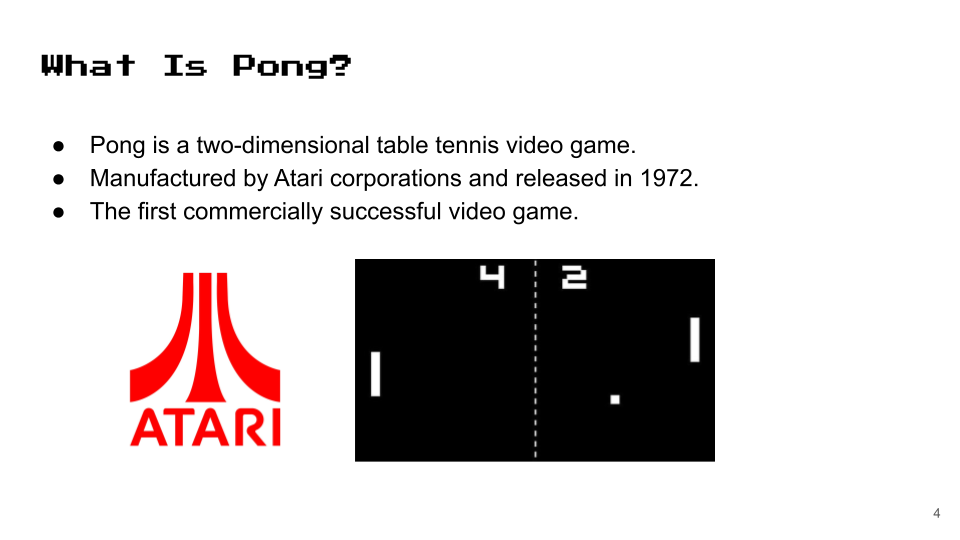 What Is Pong?
● Pong is a two-dimensional table tennis video game.
● Manufactured by Atari corporations and released in 1972.
● The first commercially successful video game.
4 2
ATARI
4